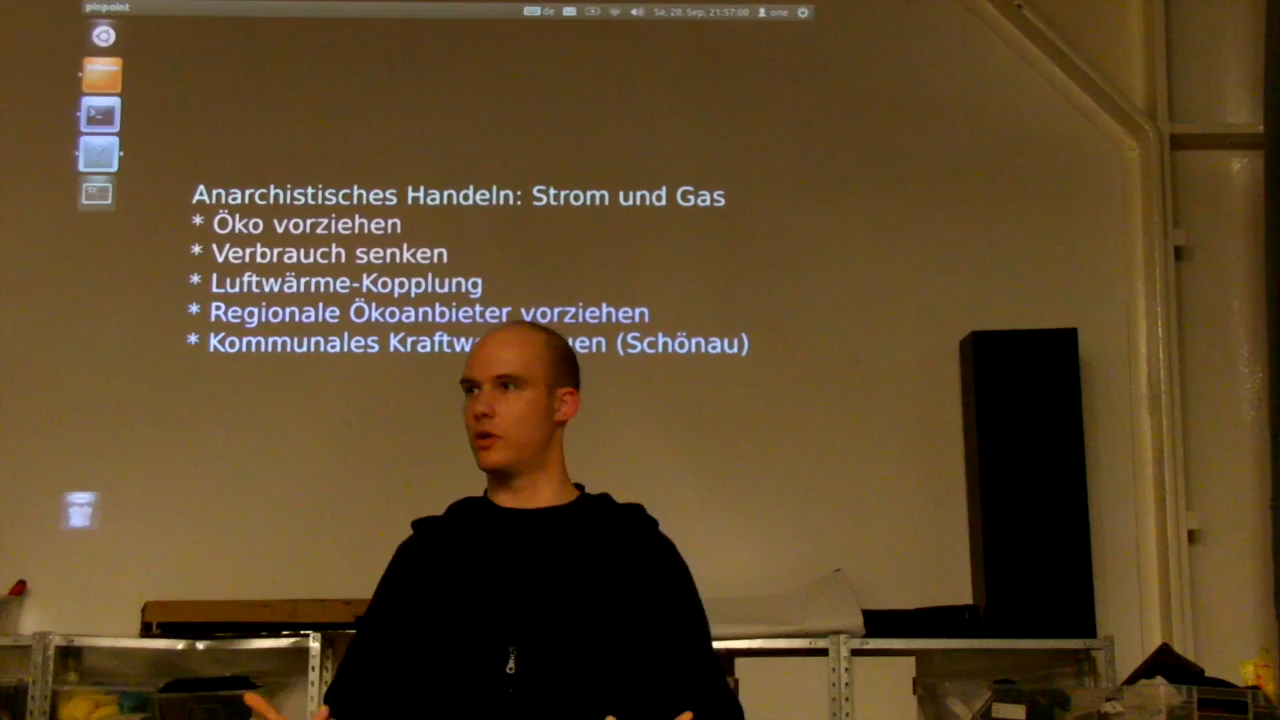 pinpoint
de Sa, 28. Sep, 21:57:00 one
Anarchistisches Handeln: Strom und Gas
* Öko vorziehen
* Verbrauch senken
* Luftwärme-Kopplung
* Regionale Ökoanbieter vorziehen
* Kommunales (Schönau)